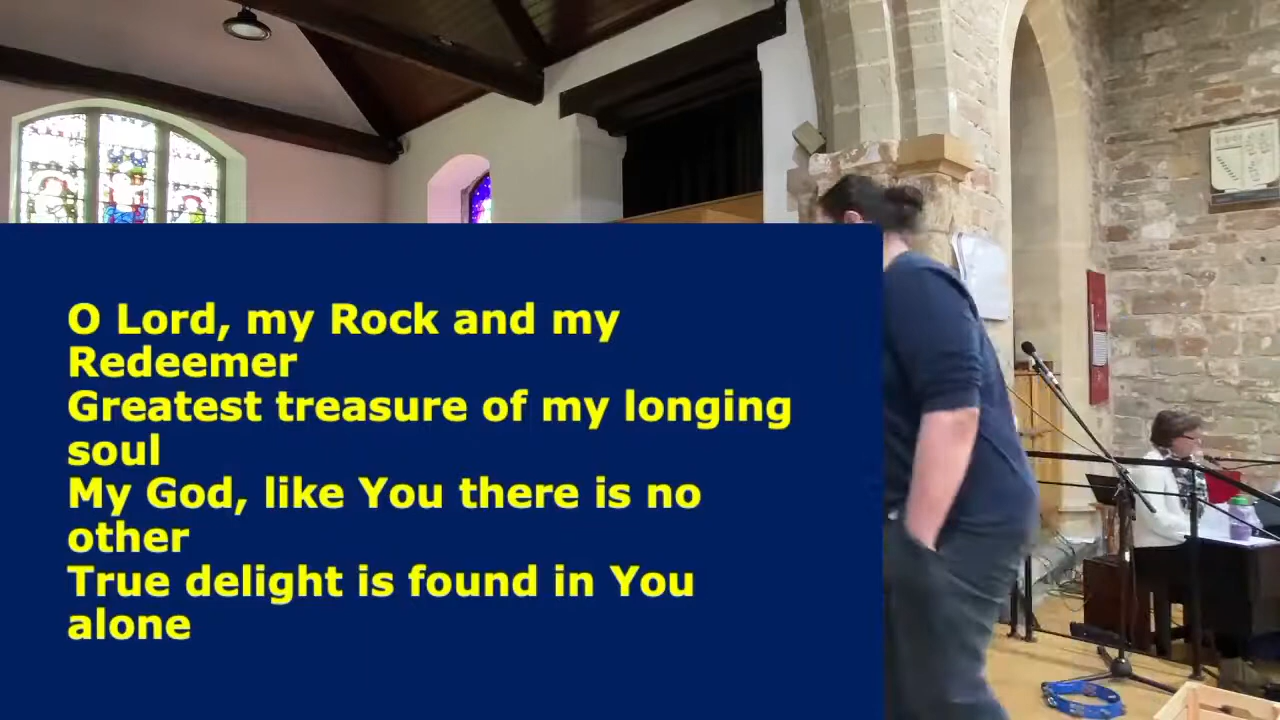 O Lord, my Rock and my
Redeemer
Greatest treasure of my longing
soul
My God, like You there is no
other
True delight is found in You
alone